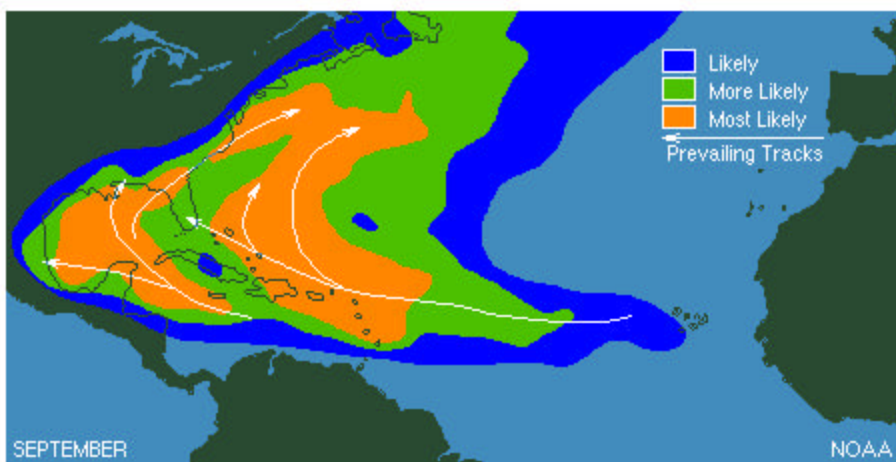 Likely
More Likely
Most Likely
Prevailing Tracks
SEPTEMBER
NOAA